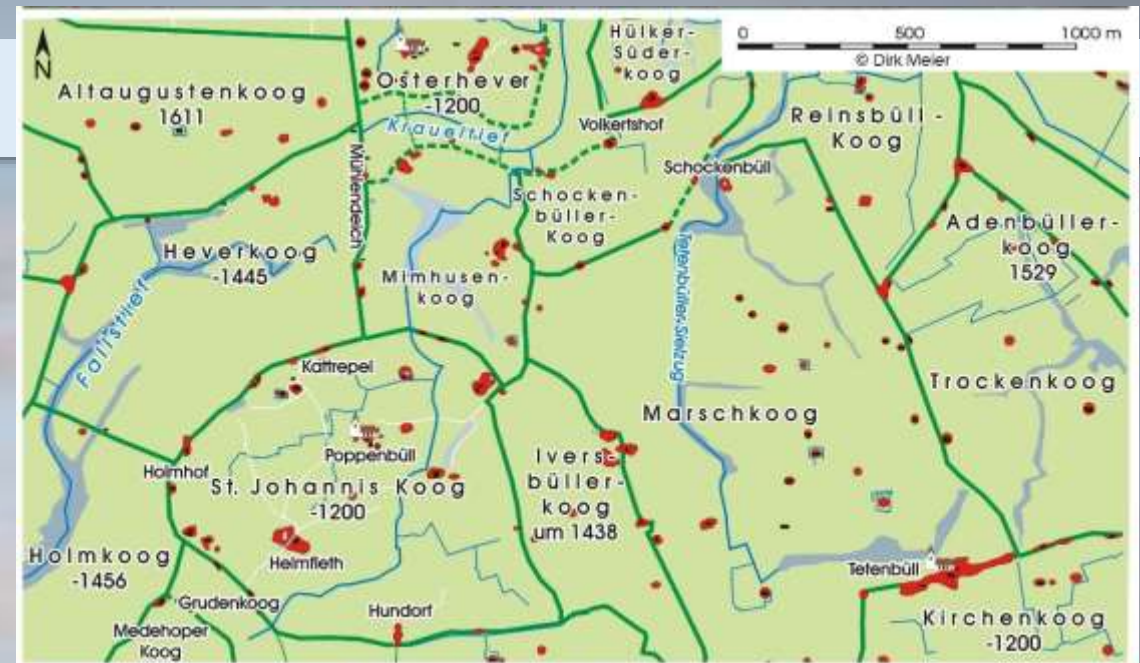 0 500 1000 m
© Dirk Meier
N
Altaugustenkoog
1611
Osterhever
-1200
Hülker-
Süder-
koog
Kraueltief
Volkertshof
Reinsbüll-
Koog
Mühlendeich
Schockenbüll
Schocken-
büller-
Koog
Adenbüller-
koog
1529
Heverkoog
-1445
Mimhusen-
koog
Tetenbüller-Sielzug
Fallstief
Kattrepel
Trockenkoog
Marschkoog
Poppenbüll
Holmhof
St. Johannis Koog
-1200
Ivers-
büller-
koog
um 1438
Holmkoog
-1456
Helmfleth
Tetenbüll
Grudenkoog
Hundorf
Medehoper
Koog
Kirchenkoog
-1200